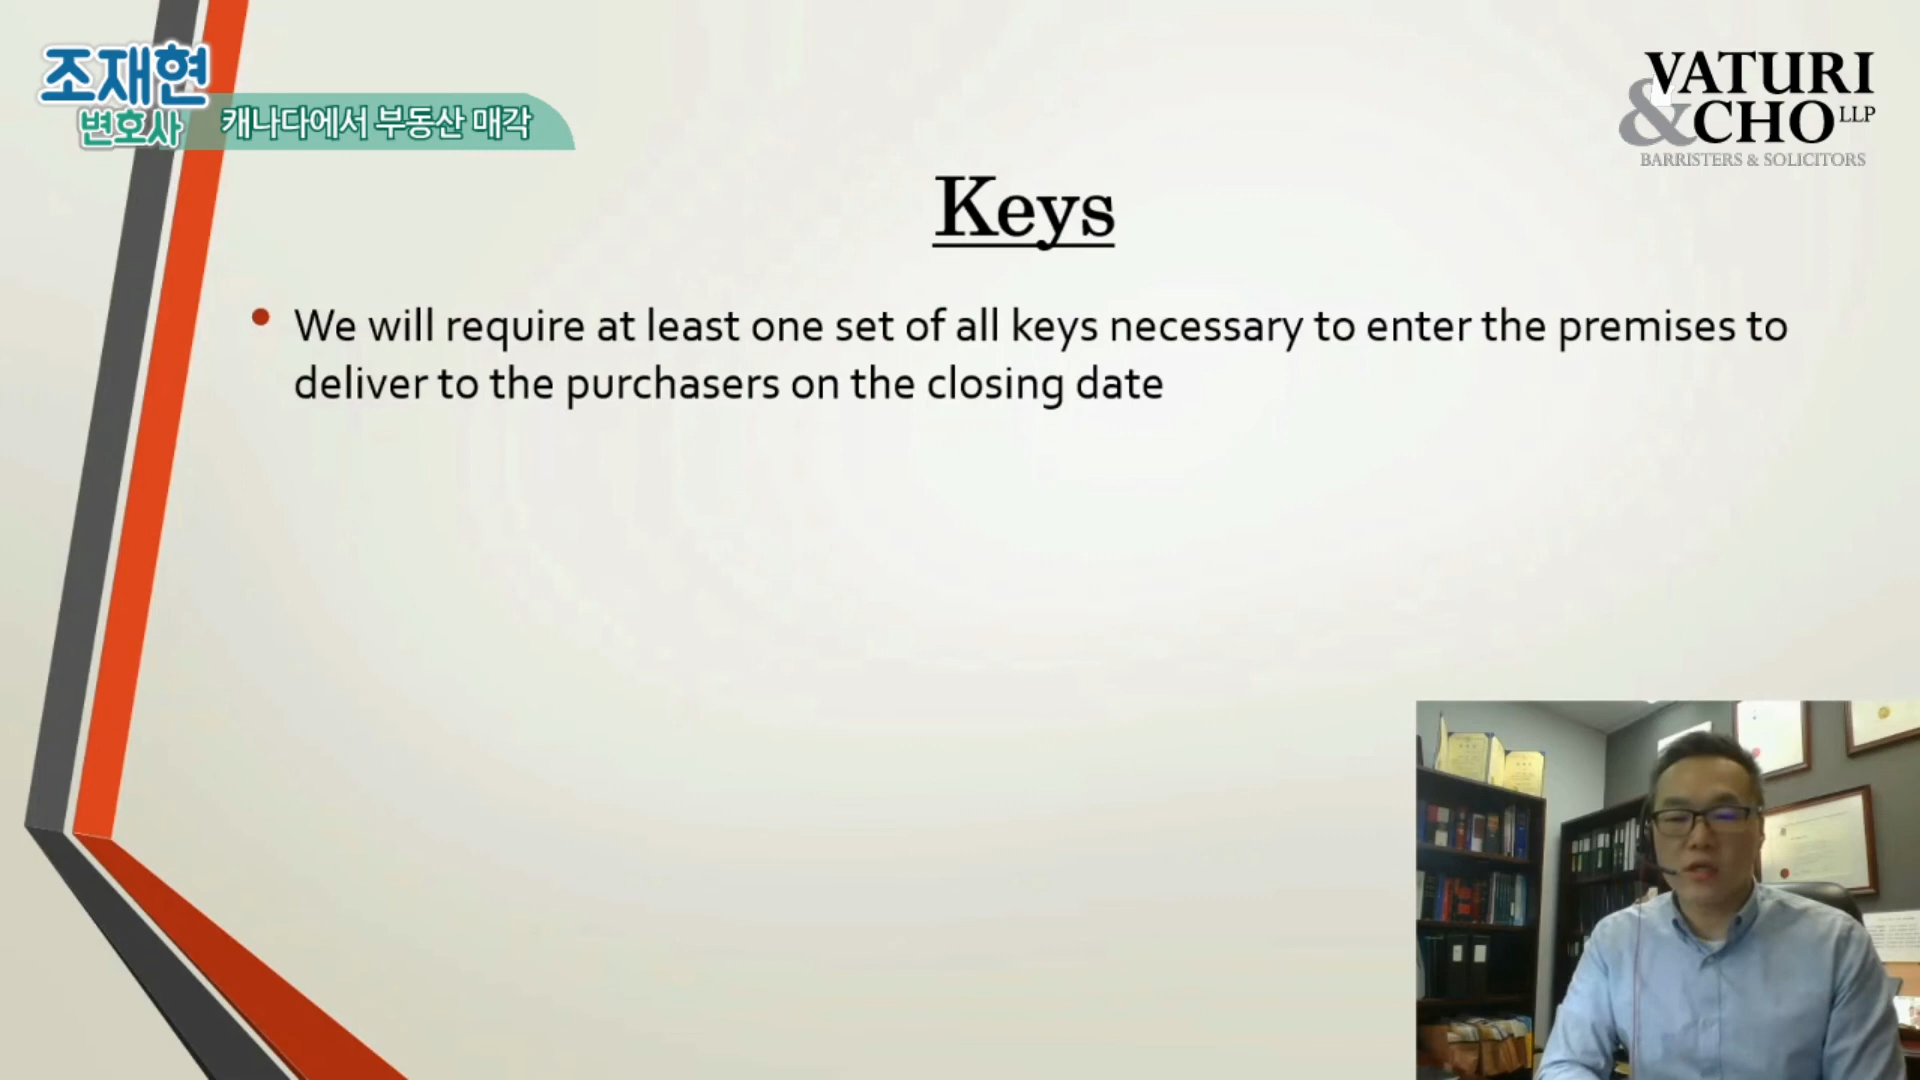 조재현
변호사
캐나다에서 부동산 매각
VATURI
&CHO LLP
BARRISTERS & SOLICITORS
Keys
• We will require at least one set of all keys necessary to enter the premises to
deliver to the purchasers on the closing date